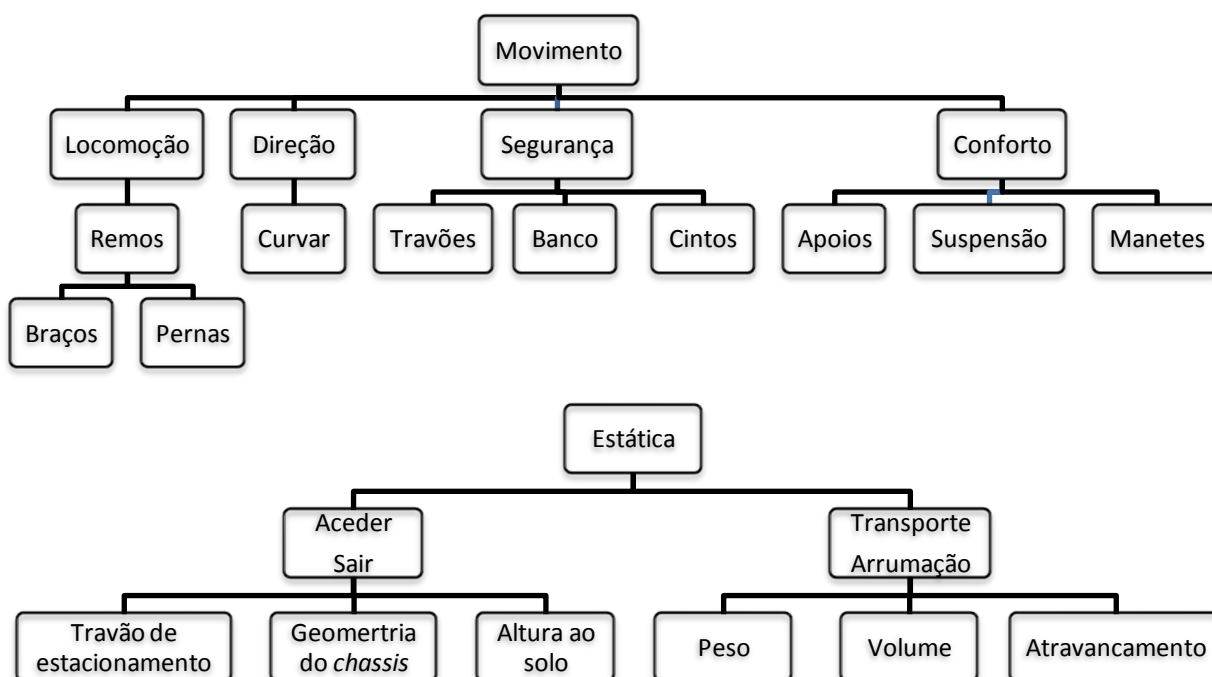 Movimento
Locomoção
Direção
Segurança
Conforto
Remos
Curvar
Travões
Banco
Cintos
Apoios
Suspensão
Manetes
Braços
Pernas
Estática
Aceder
Sair
Transporte
Arrumação
Travão de
estacionamento
Geomertria
do chassis
Altura ao
solo
Peso
Volume
Atravancamento